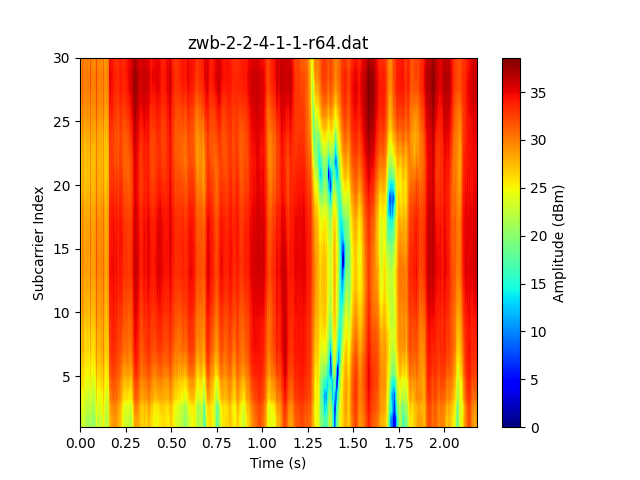 zwb-2-2-4-1-1-r64.dat
30
25
20
15
10
5
Subcarrier Index
0.00 0.25 0.50 0.75 1.00 1.25 1.50 1.75 2.00
Time (s)
35
30
25
20
15
10
5
0
Amplitude (dBm)